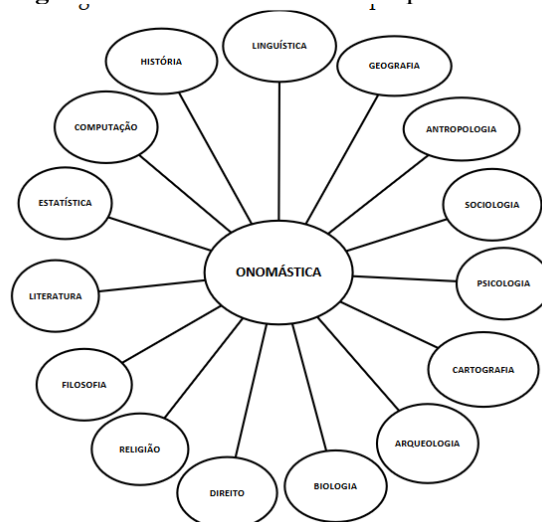 LINGUÍSTICA
HISTÓRIA
GEOGRAFIA
COMPUTAÇÃO
ANTROPOLOGIA
ESTATÍSTICA
SOCIOLOGIA
ONOMÁSTICA
LITERATURA
PSICOLOGIA
FILOSOFIA
CARTOGRAFIA
RELIGIÃO
ARQUEOLOGIA
DIREITO
BIOLOGIA